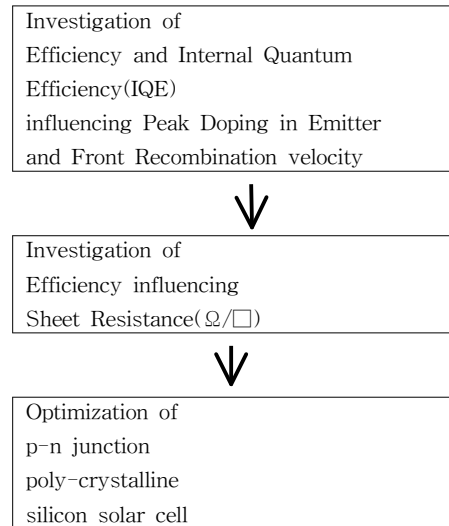 Investigation of
Efficiency and Internal Quantum
Efficiency(IQE)
influencing Peak Doping in Emitter
and Front Recombination velocity
Investigation of
Efficiency influencing
Sheet Resistance(Ω/□)
Optimization of
p-n junction
poly-crystalline
silicon solar cell